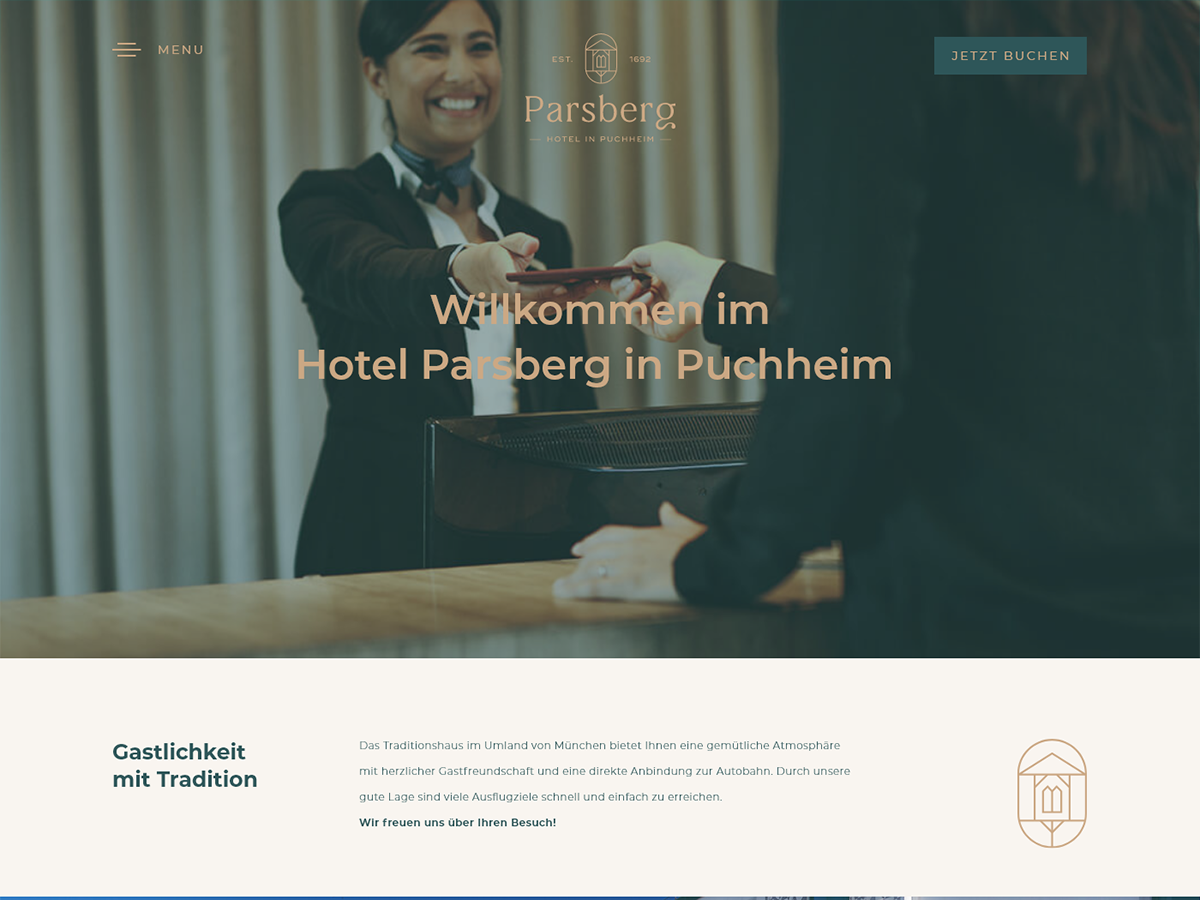 MENU
EST. 1692
Parsberg
HOTEL IN PUCHHEIM
JETZT BUCHEN
Willkommen im
Hotel Parsberg in Puchheim
Gastlichkeit
mit Tradition
Das Traditionshaus im Umland von München bietet Ihnen eine gemütliche Atmosphäre
mit herzlicher Gastfreundschaft und eine direkte Anbindung zur Autobahn. Durch unsere
gute Lage sind viele Ausflugziele schnell und einfach zu erreichen.
Wir freuen uns über Ihren Besuch!